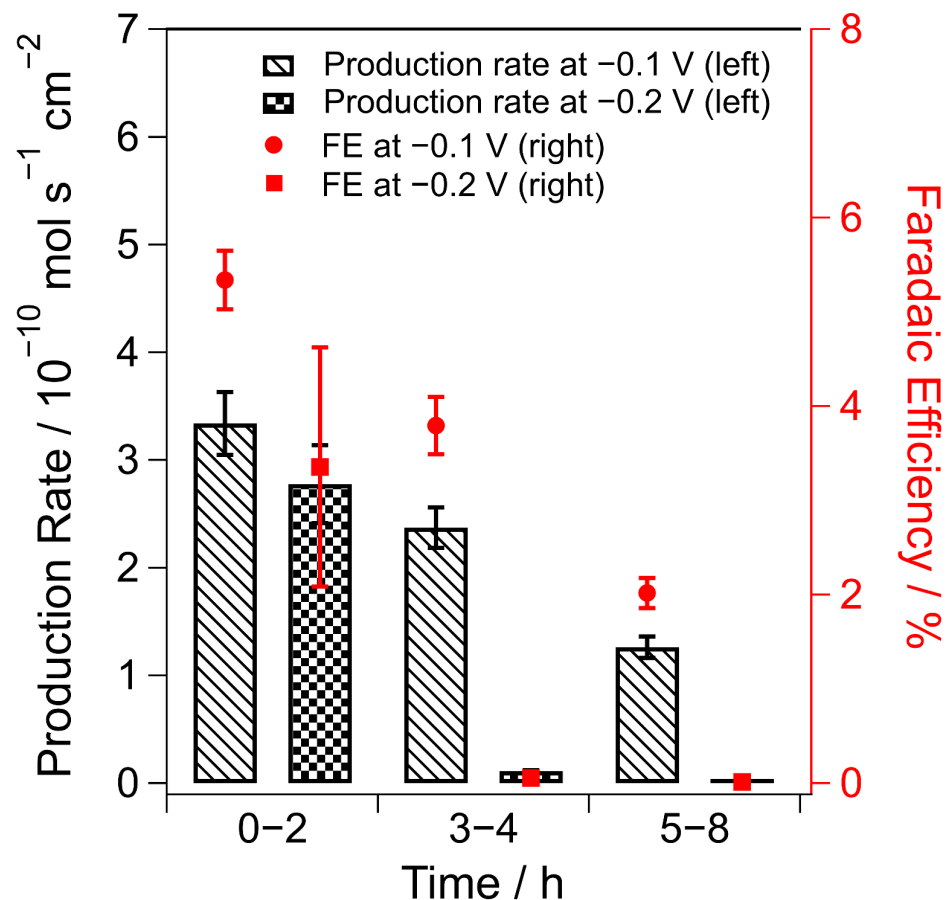 Production rate at −0.1 V (left)
Production rate at −0.2 V (left)
FE at −0.1 V (right)
FE at −0.2 V (right)
Production Rate / 10⁻¹⁰ mol s⁻¹ cm⁻²
7
6
5
4
3
2
1
0
8
6
4
2
0
Faradaic Efficiency / %
0−2 3−4 5−8
Time / h